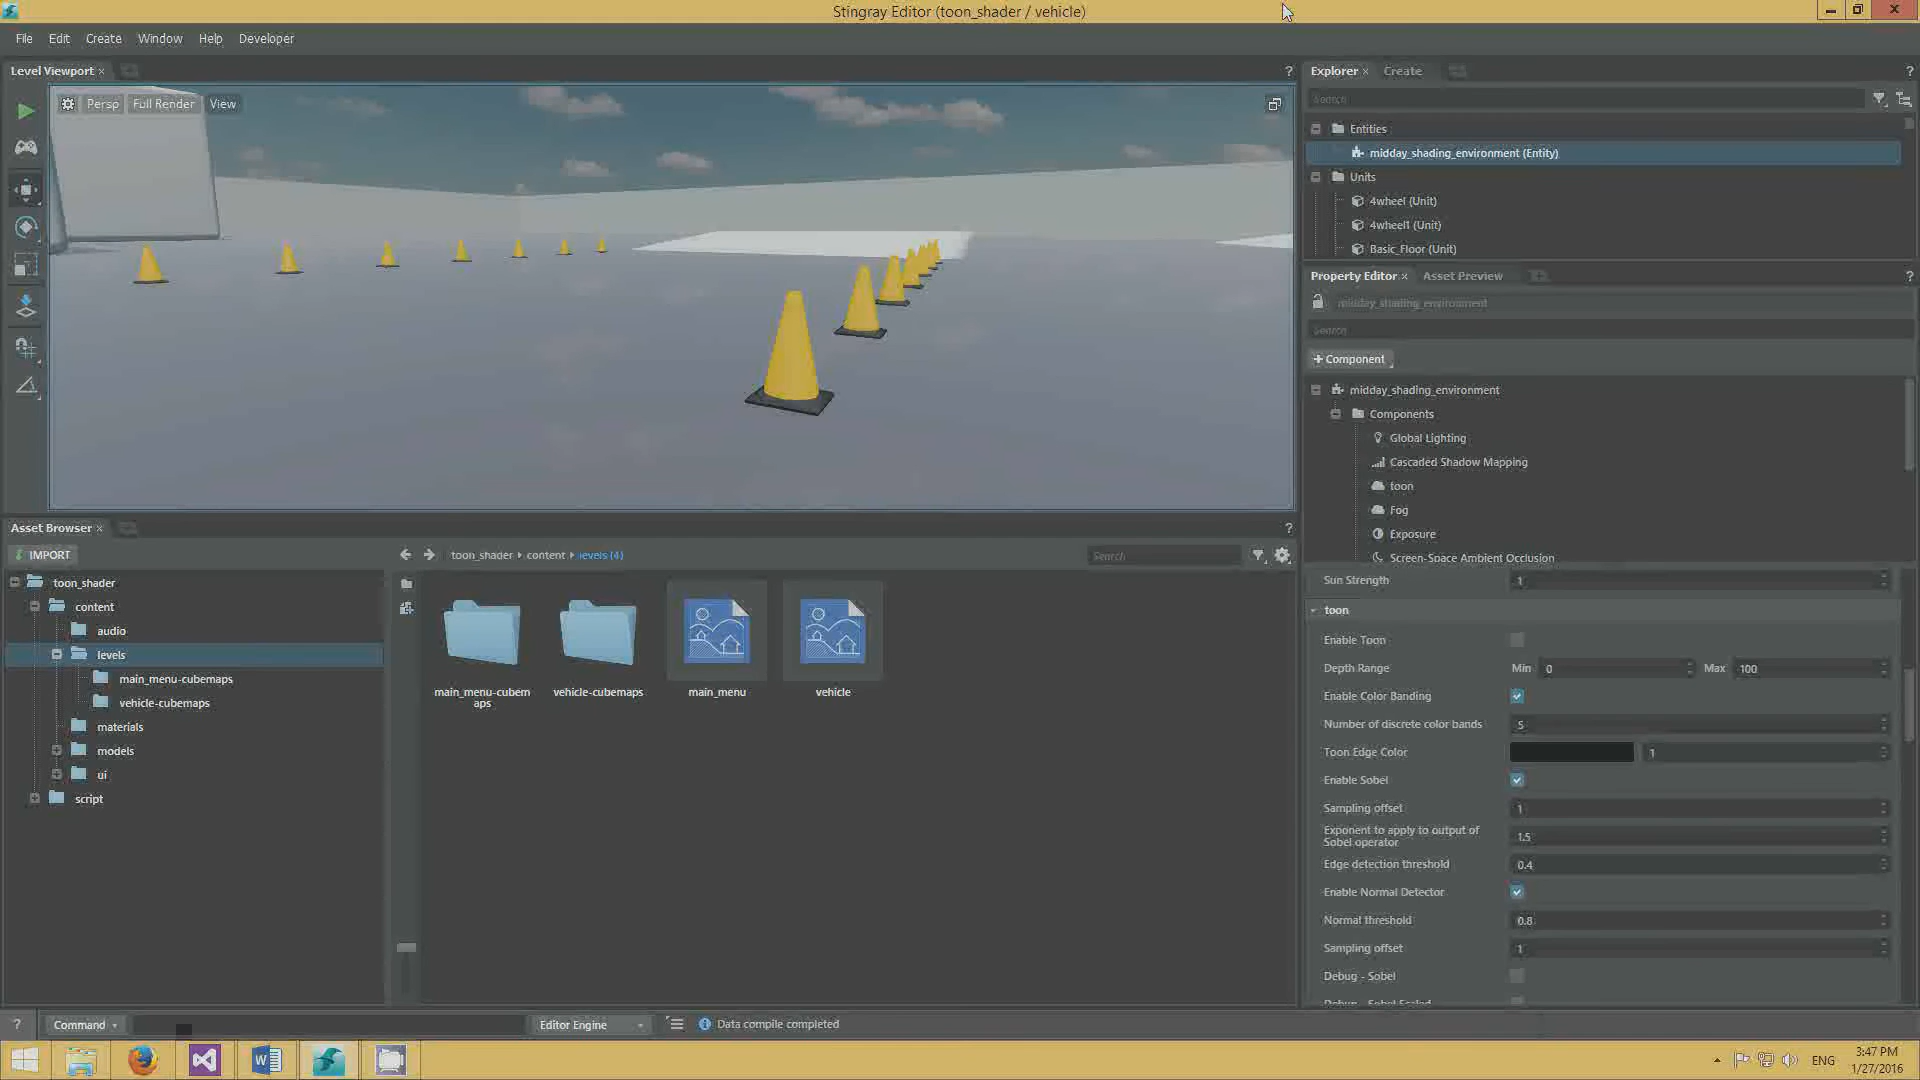 Stingray Editor (toon_shader / vehicle)
File Edit Create Window Help Developer
Level Viewport
Persp Full Render View
Explorer Create
Search
Entities
midday_shading_environment (Entity)
Units
4wheel (Unit)
4wheel1 (Unit)
Basic_Floor (Unit)
Property Editor Asset Preview
midday_shading_environment
Search
+ Component
midday_shading_environment
Components
Global Lighting
Cascaded Shadow Mapping
toon
Fog
Exposure
Screen-Space Ambient Occlusion
Sun Strength 1
toon
Enable Toon
Depth Range Min 0 Max 100
Enable Color Banding
Number of discrete color bands 5
Toon Edge Color 1
Enable Sobel
Sampling offset 1
Exponent to apply to output of
Sobel operator 1.5
Edge detection threshold 0.4
Enable Normal Detector
Normal threshold 0.8
Sampling offset 1
Debug - Sobel
Debug - Sobel Scaled
Asset Browser
IMPORT
toon_shader content levels (4)
Search
toon_shader
content
audio
levels
main_menu-cubemaps
vehicle-cubemaps
materials
models
ui
script
main_menu-cubem
aps
vehicle-cubemaps
main_menu
vehicle
? Command
Editor Engine
Data compile completed
ENG
3:47 PM
1/27/2016